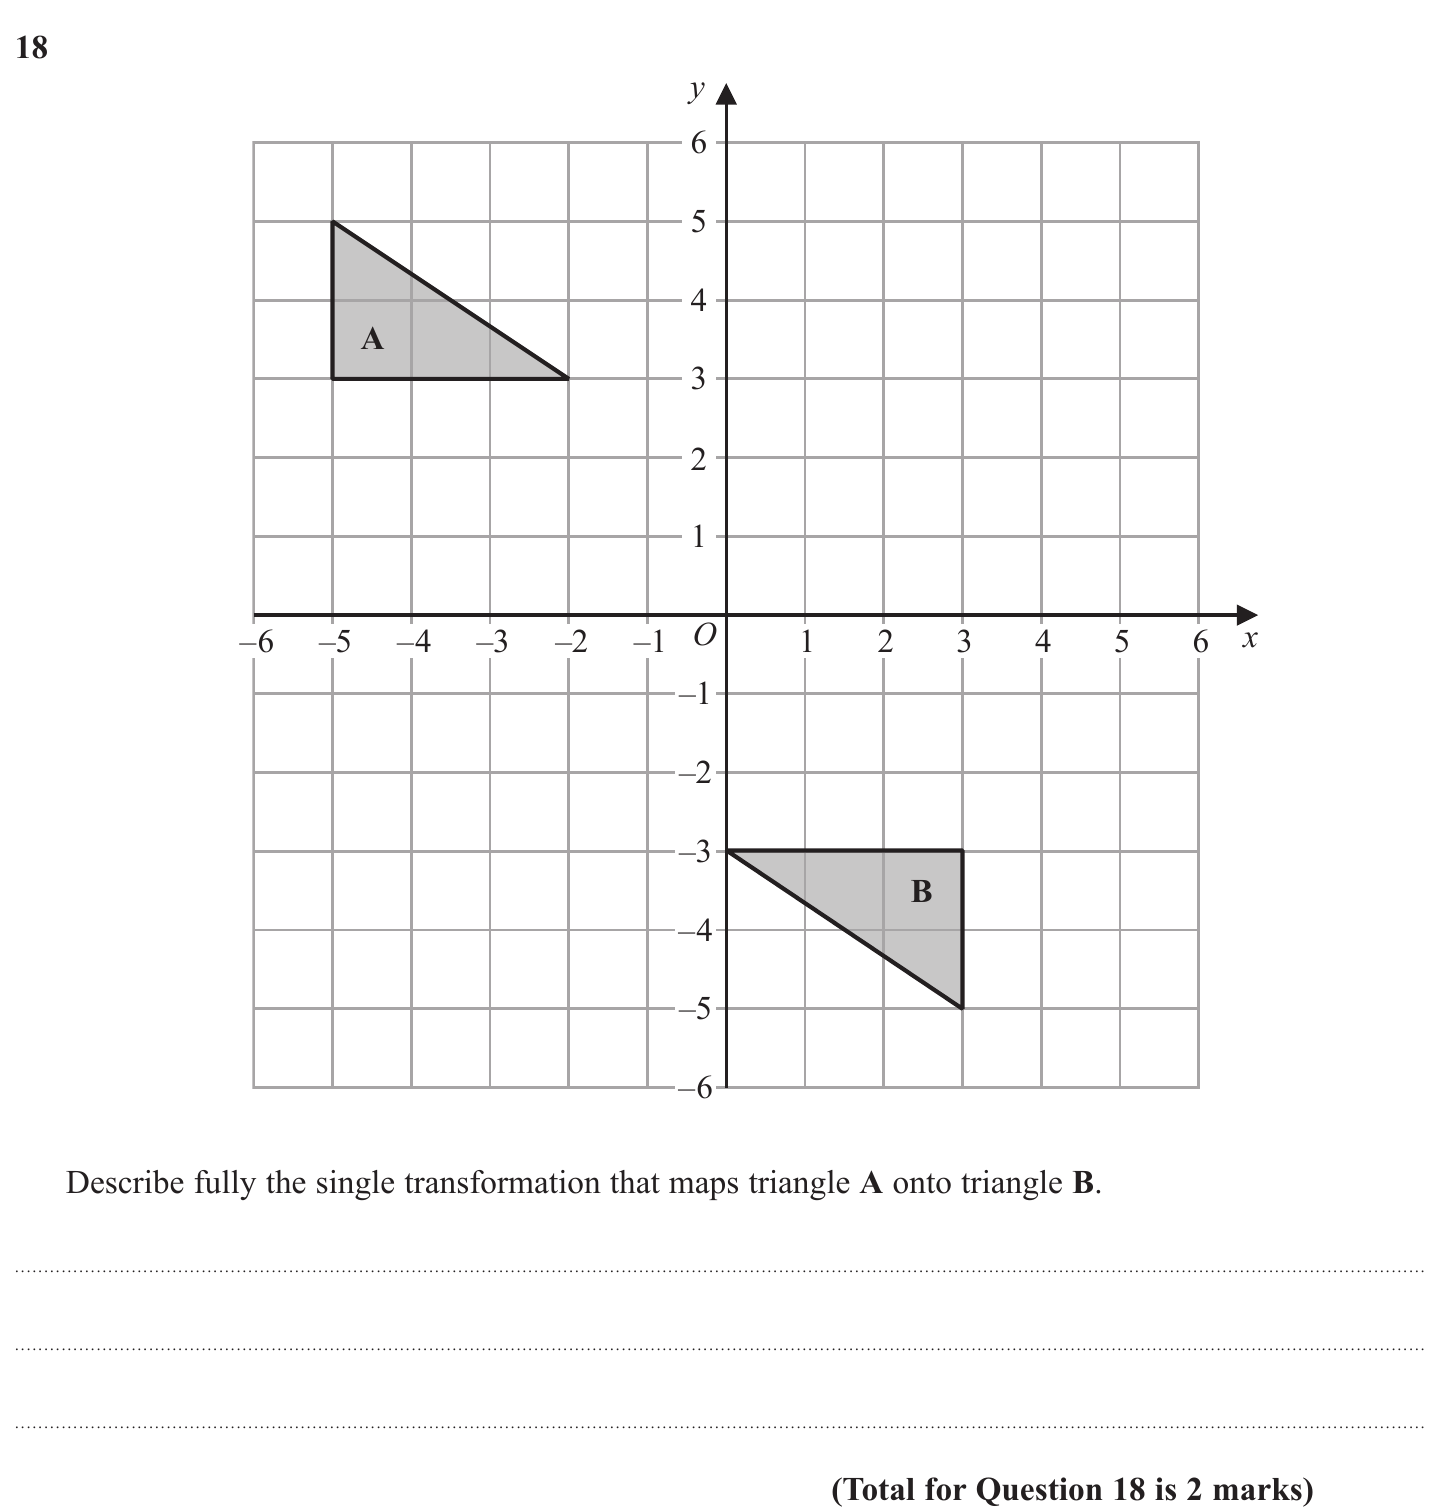 18
y
6
5
A
4
3
2
1
–6 –5 –4 –3 –2 –1 O 1 2 3 4 5 6 x
–1
–2
–3
B
–4
–5
–6
Describe fully the single transformation that maps triangle A onto triangle B.
(Total for Question 18 is 2 marks)